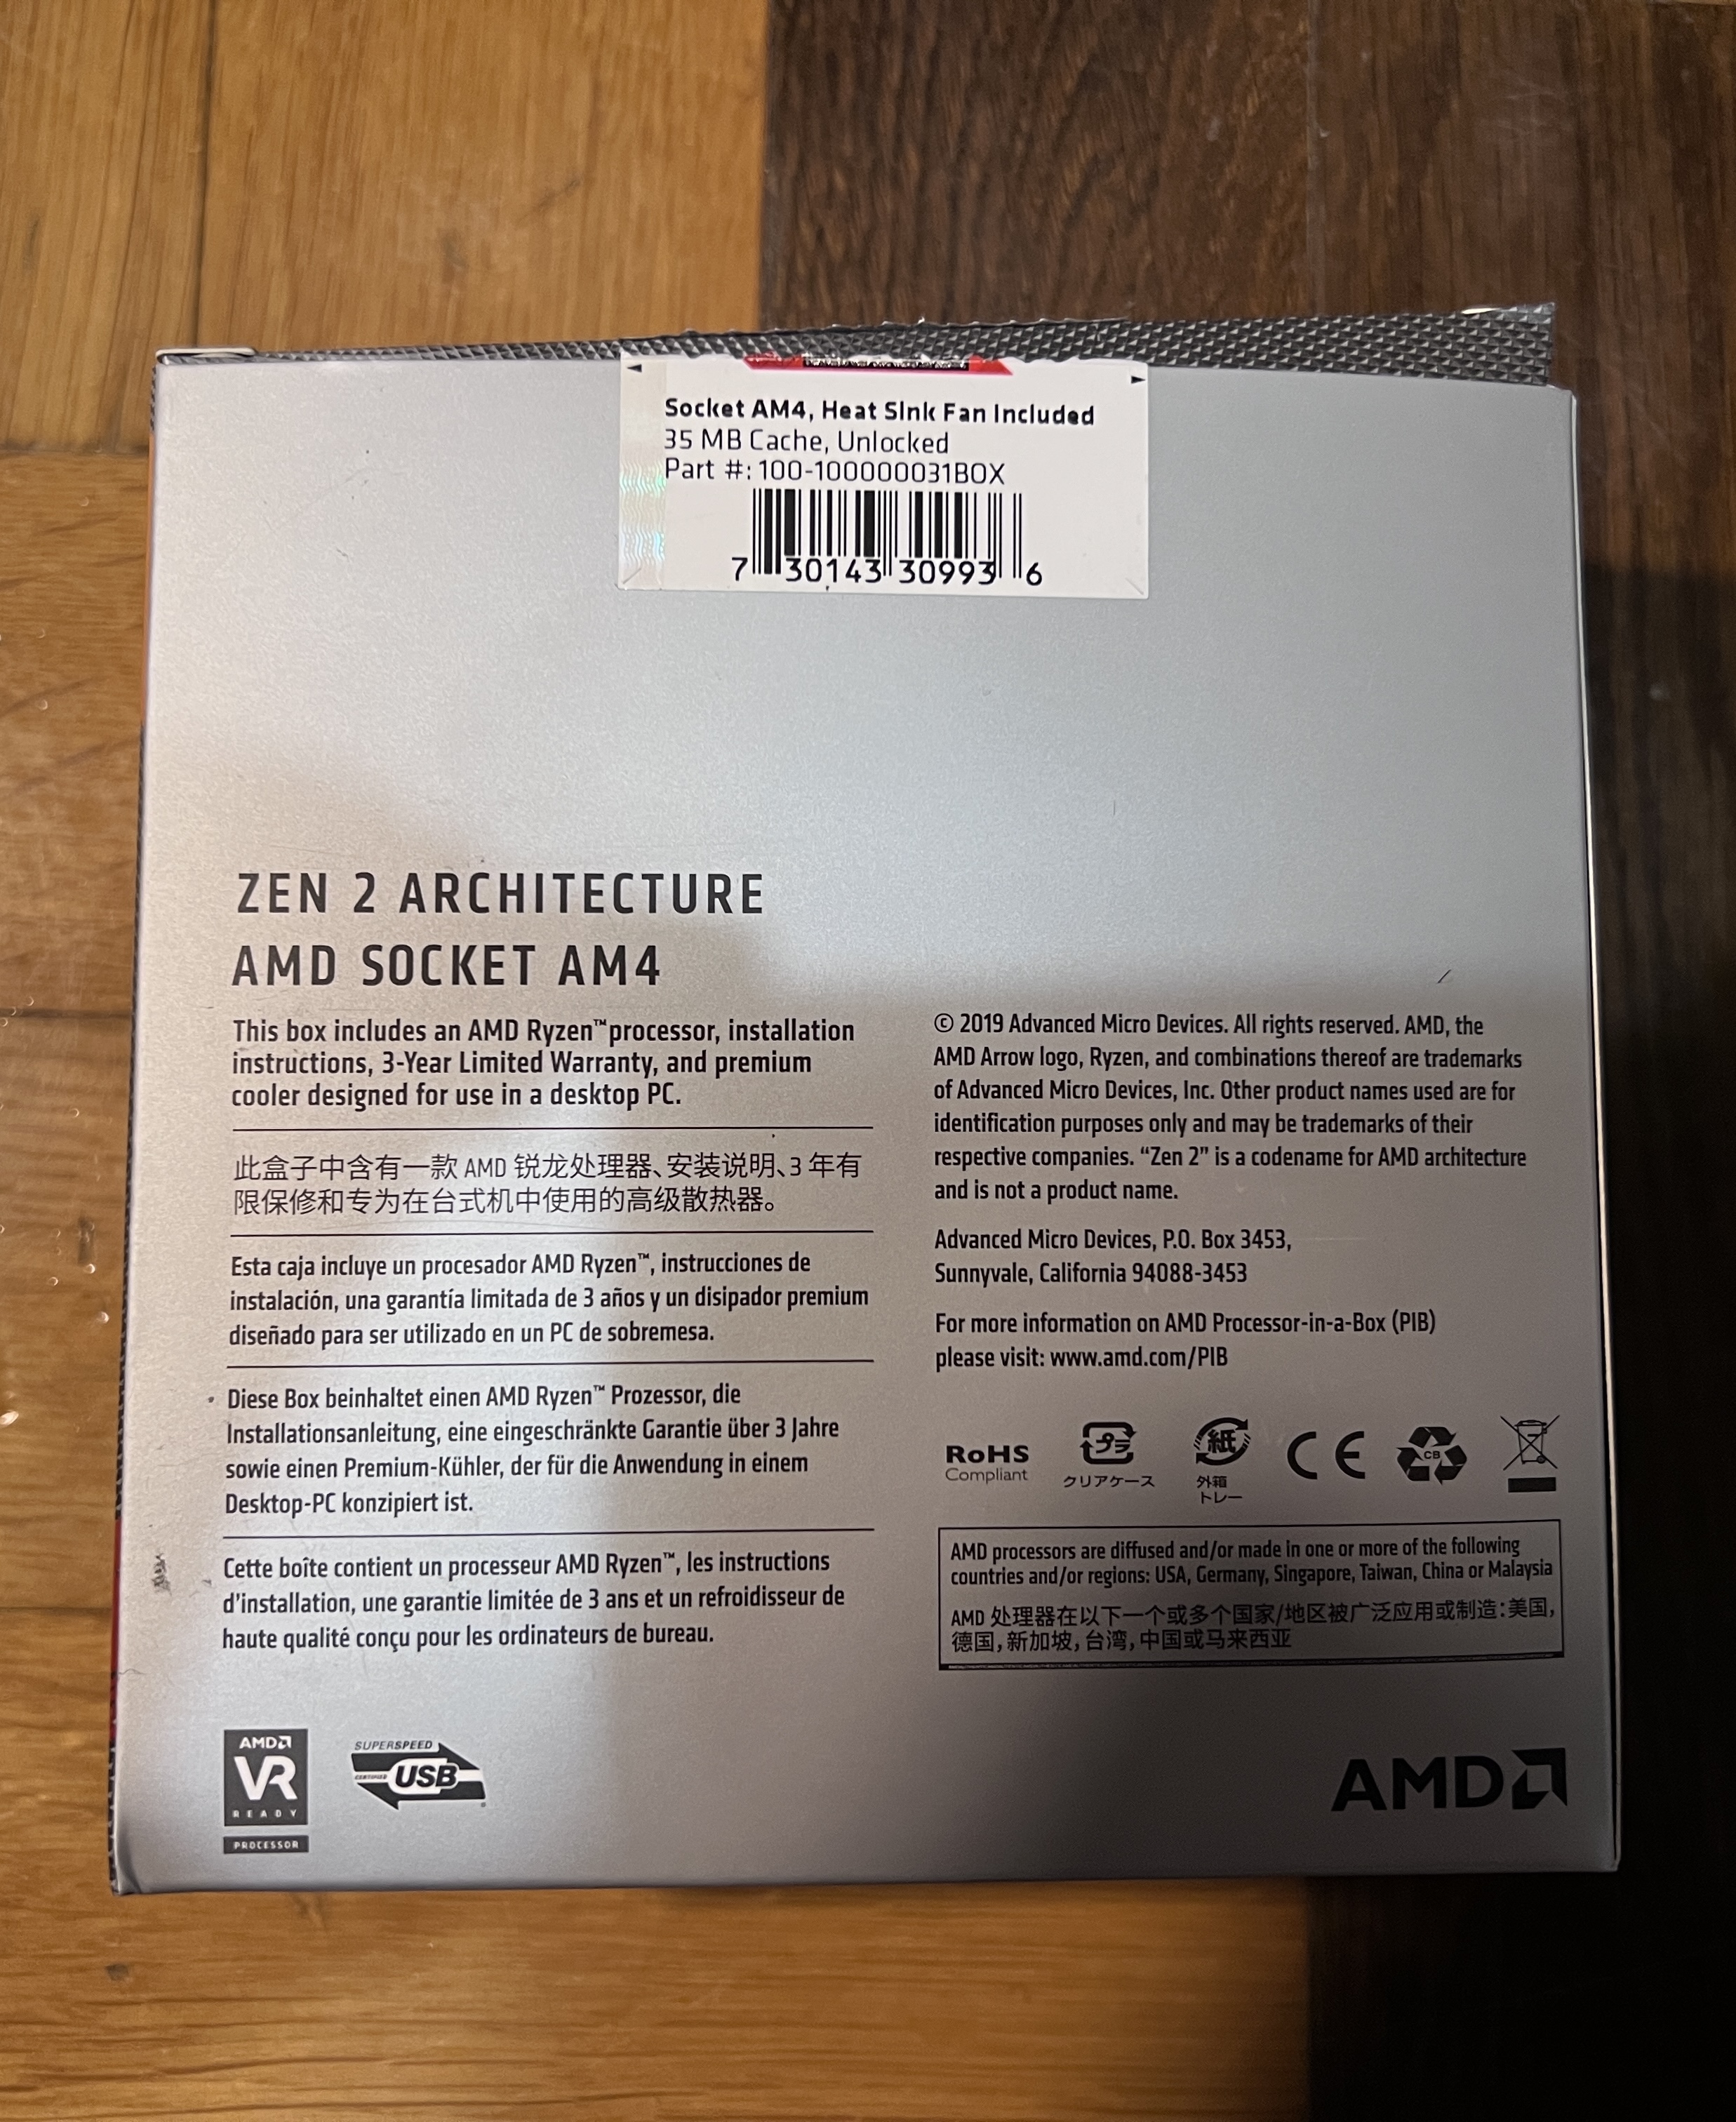 Socket AM4, Heat Sink Fan Included
35 MB Cache, Unlocked
Part #: 100-100000031BOX
7 30143 30993 6
ZEN 2 ARCHITECTURE
AMD SOCKET AM4
This box includes an AMD Ryzen™ processor, installation
instructions, 3-Year Limited Warranty, and premium
cooler designed for use in a desktop PC.
此盒子中含有一款 AMD 锐龙处理器、安装说明、3 年有
限保修和专为在台式机中使用的高级散热器。
Esta caja incluye un procesador AMD Ryzen™, instrucciones de
instalación, una garantía limitada de 3 años y un disipador premium
diseñado para ser utilizado en un PC de sobremesa.
Diese Box beinhaltet einen AMD Ryzen™ Prozessor, die
Installationsanleitung, eine eingeschränkte Garantie über 3 Jahre
sowie einen Premium-Kühler, der für die Anwendung in einem
Desktop-PC konzipiert ist.
Cette boîte contient un processeur AMD Ryzen™, les instructions
d'installation, une garantie limitée de 3 ans et un refroidisseur de
haute qualité conçu pour les ordinateurs de bureau.
© 2019 Advanced Micro Devices. All rights reserved. AMD, the
AMD Arrow logo, Ryzen, and combinations thereof are trademarks
of Advanced Micro Devices, Inc. Other product names used are for
identification purposes only and may be trademarks of their
respective companies. “Zen 2” is a codename for AMD architecture
and is not a product name.
Advanced Micro Devices, P.O. Box 3453,
Sunnyvale, California 94088-3453
For more information on AMD Processor-in-a-Box (PIB)
please visit: www.amd.com/PIB
RoHS
Compliant
プラ
クリアケース
紙
外箱
トレー
CE
CB
AMD processors are diffused and/or made in one or more of the following
countries and/or regions: USA, Germany, Singapore, Taiwan, China or Malaysia
AMD 处理器在以下一个或多个国家/地区被广泛应用或制造：美国，
德国，新加坡，台湾，中国或马来西亚
AMD
VR
READY
PROCESSOR
SUPERSPEED
CERTIFIED USB
AMD